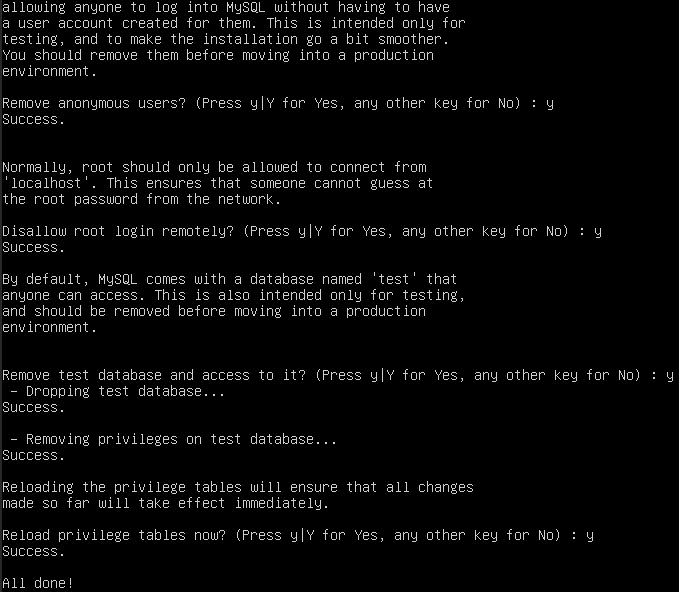 allowing anyone to log into MySQL without having to have
a user account created for them. This is intended only for
testing, and to make the installation go a bit smoother.
You should remove them before moving into a production
environment.
Remove anonymous users? (Press y|Y for Yes, any other key for No) : y
Success.
Normally, root should only be allowed to connect from
'localhost'. This ensures that someone cannot guess at
the root password from the network.
Disallow root login remotely? (Press y|Y for Yes, any other key for No) : y
Success.
By default, MySQL comes with a database named 'test' that
anyone can access. This is also intended only for testing,
and should be removed before moving into a production
environment.
Remove test database and access to it? (Press y|Y for Yes, any other key for No) : y
 - Dropping test database...
Success.
 - Removing privileges on test database...
Success.
Reloading the privilege tables will ensure that all changes
made so far will take effect immediately.
Reload privilege tables now? (Press y|Y for Yes, any other key for No) : y
Success.
All done!